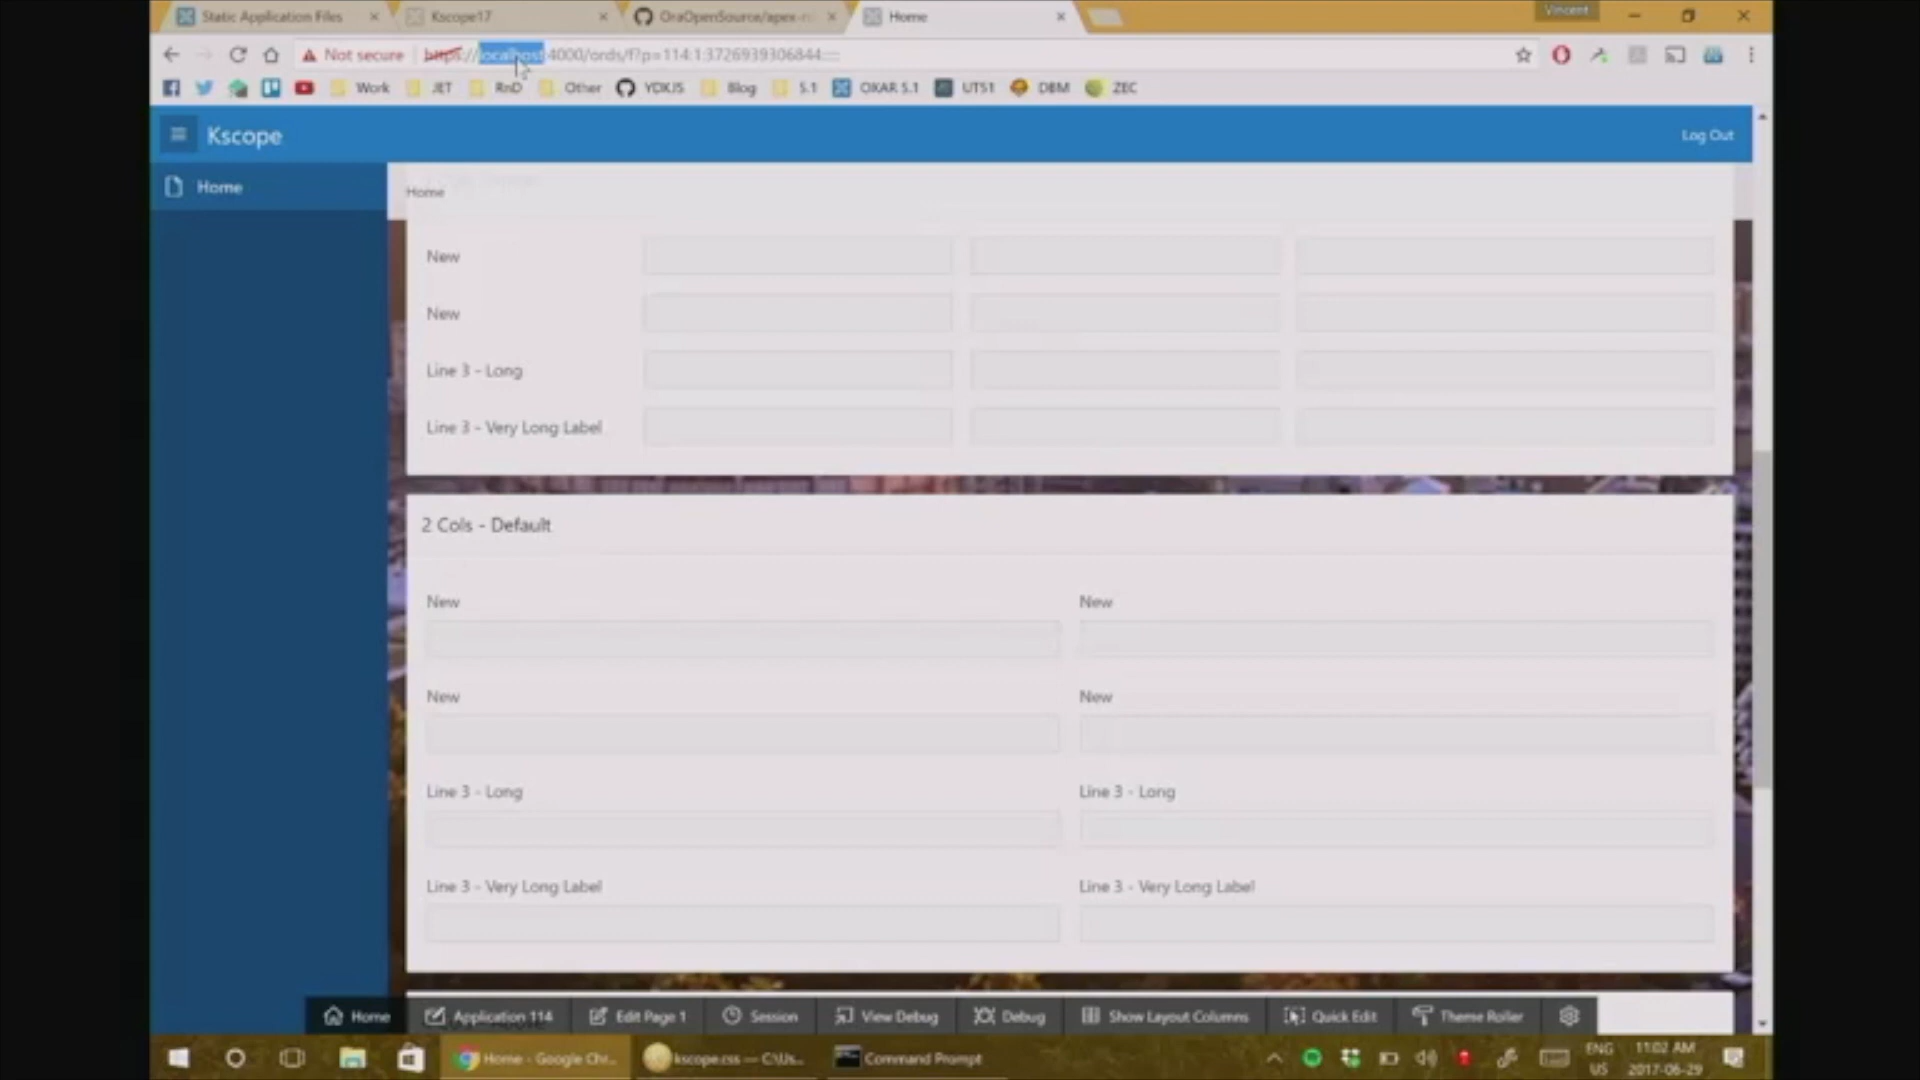 Static Application Files
Kscope17
OraOpenSource/apex-n
Home
Vincent
Not secure https://localhost:4000/ords/f?p=114:1:3726939306844:::::
Work JET RnD Other YDKJS Blog 5.1 OXAR 5.1 UT51 DBM ZEC
Kscope
Log Out
Home
Home
New
New
Line 3 - Long
Line 3 - Very Long Label
2 Cols - Default
New New
New New
Line 3 - Long Line 3 - Long
Line 3 - Very Long Label Line 3 - Very Long Label
Home Application 114 Edit Page 1 Session View Debug Debug Show Layout Columns Quick Edit Theme Roller
Home - Google Chr... kscope.css — C:\Us... Command Prompt
ENG 11:02 AM
US 2017-06-29